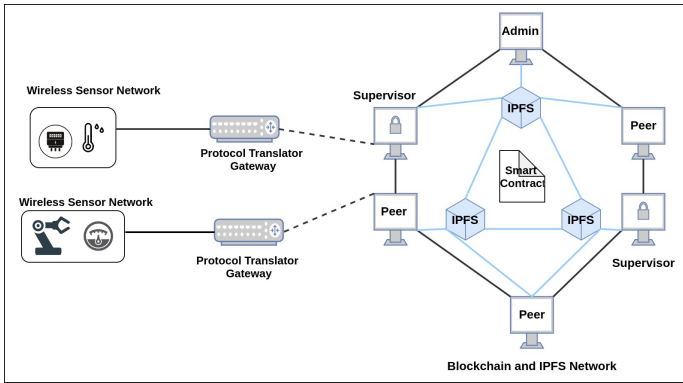 Admin
Wireless Sensor Network
Supervisor
IPFS
Peer
Protocol Translator
Gateway
Smart
Contract
Wireless Sensor Network
Peer
IPFS
IPFS
Protocol Translator
Gateway
Supervisor
Peer
Blockchain and IPFS Network